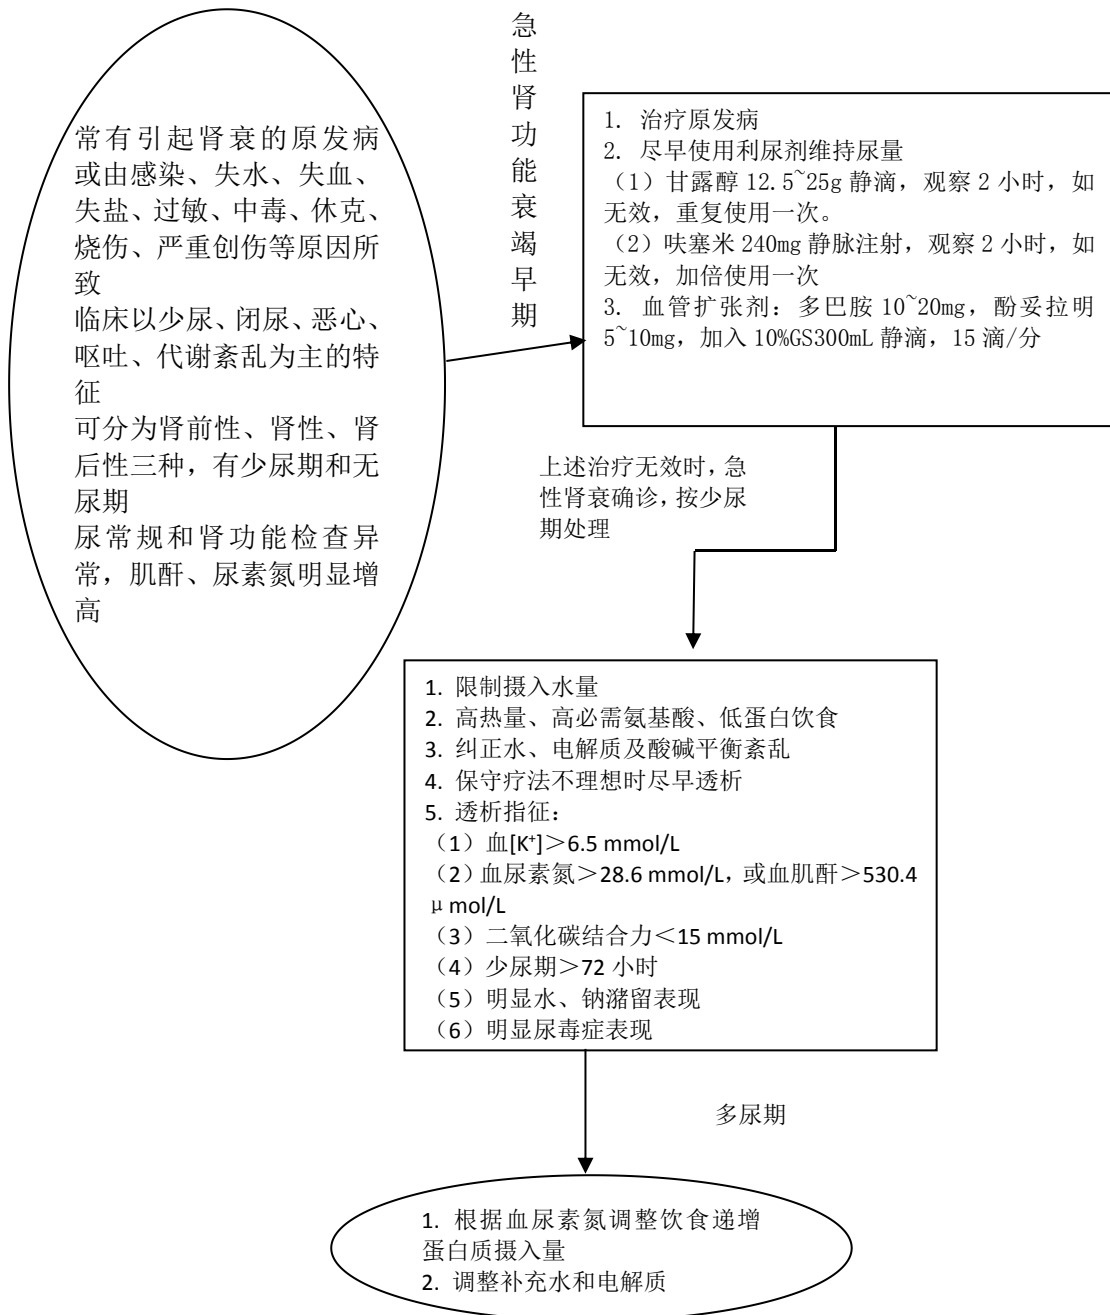 常有引起肾衰的原发病
或由感染、失水、失血、
失盐、过敏、中毒、休克、
烧伤、严重创伤等原因所
致
临床以少尿、闭尿、恶心、
呕吐、代谢紊乱为主的特
征
可分为肾前性、肾性、肾
后性三种，有少尿期和无
尿期
尿常规和肾功能检查异
常，肌酐、尿素氮明显增
高
急性肾功能衰竭早期
1. 治疗原发病
2. 尽早使用利尿剂维持尿量
（1）甘露醇 12.5~25g 静滴，观察 2 小时，如
无效，重复使用一次。
（2）呋塞米 240mg 静脉注射，观察 2 小时，如
无效，加倍使用一次
3. 血管扩张剂：多巴胺 10~20mg，酚妥拉明
5~10mg，加入 10%GS300mL 静滴，15 滴/分
上述治疗无效时，急
性肾衰确诊，按少尿
期处理
1. 限制摄入水量
2. 高热量、高必需氨基酸、低蛋白饮食
3. 纠正水、电解质及酸碱平衡紊乱
4. 保守疗法不理想时尽早透析
5. 透析指征：
（1）血[K⁺]＞6.5 mmol/L
（2）血尿素氮＞28.6 mmol/L，或血肌酐＞530.4
μmol/L
（3）二氧化碳结合力＜15 mmol/L
（4）少尿期＞72 小时
（5）明显水、钠潴留表现
（6）明显尿毒症表现
多尿期
1. 根据血尿素氮调整饮食递增
蛋白质摄入量
2. 调整补充水和电解质